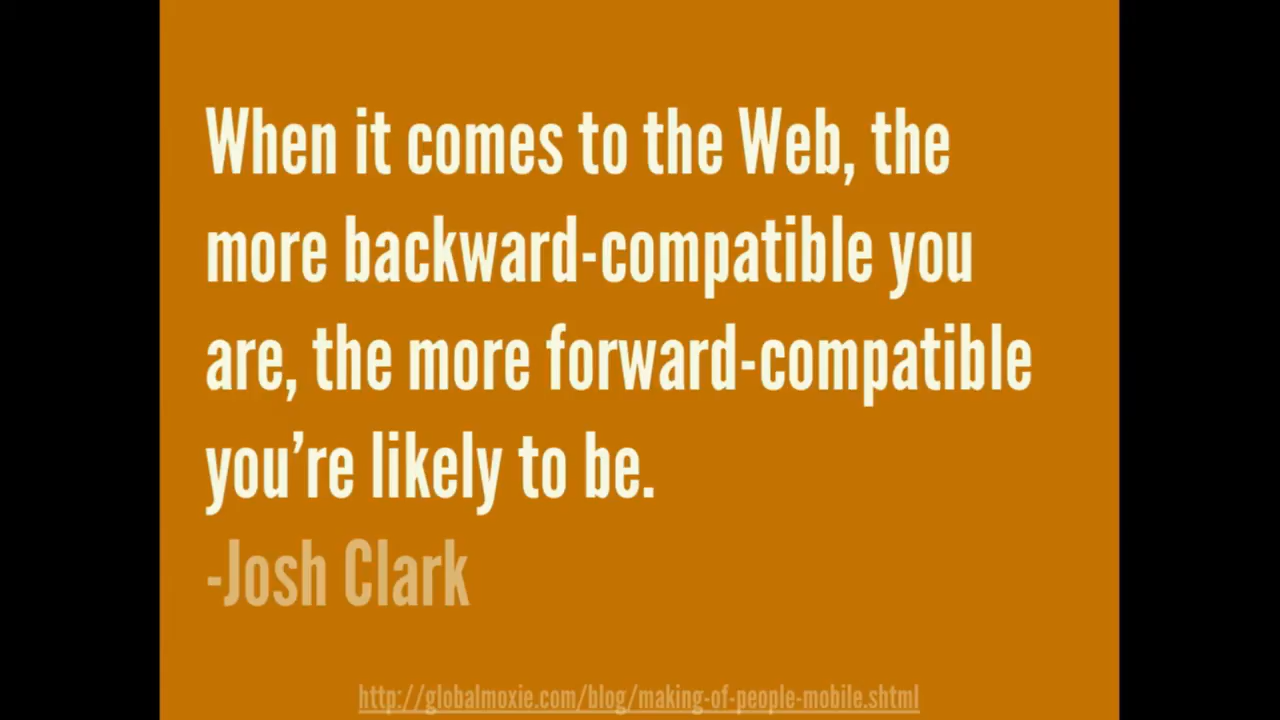 When it comes to the Web, the
more backward-compatible you
are, the more forward-compatible
you’re likely to be.
-Josh Clark
http://globalmoxie.com/blog/making-of-people-mobile.shtml